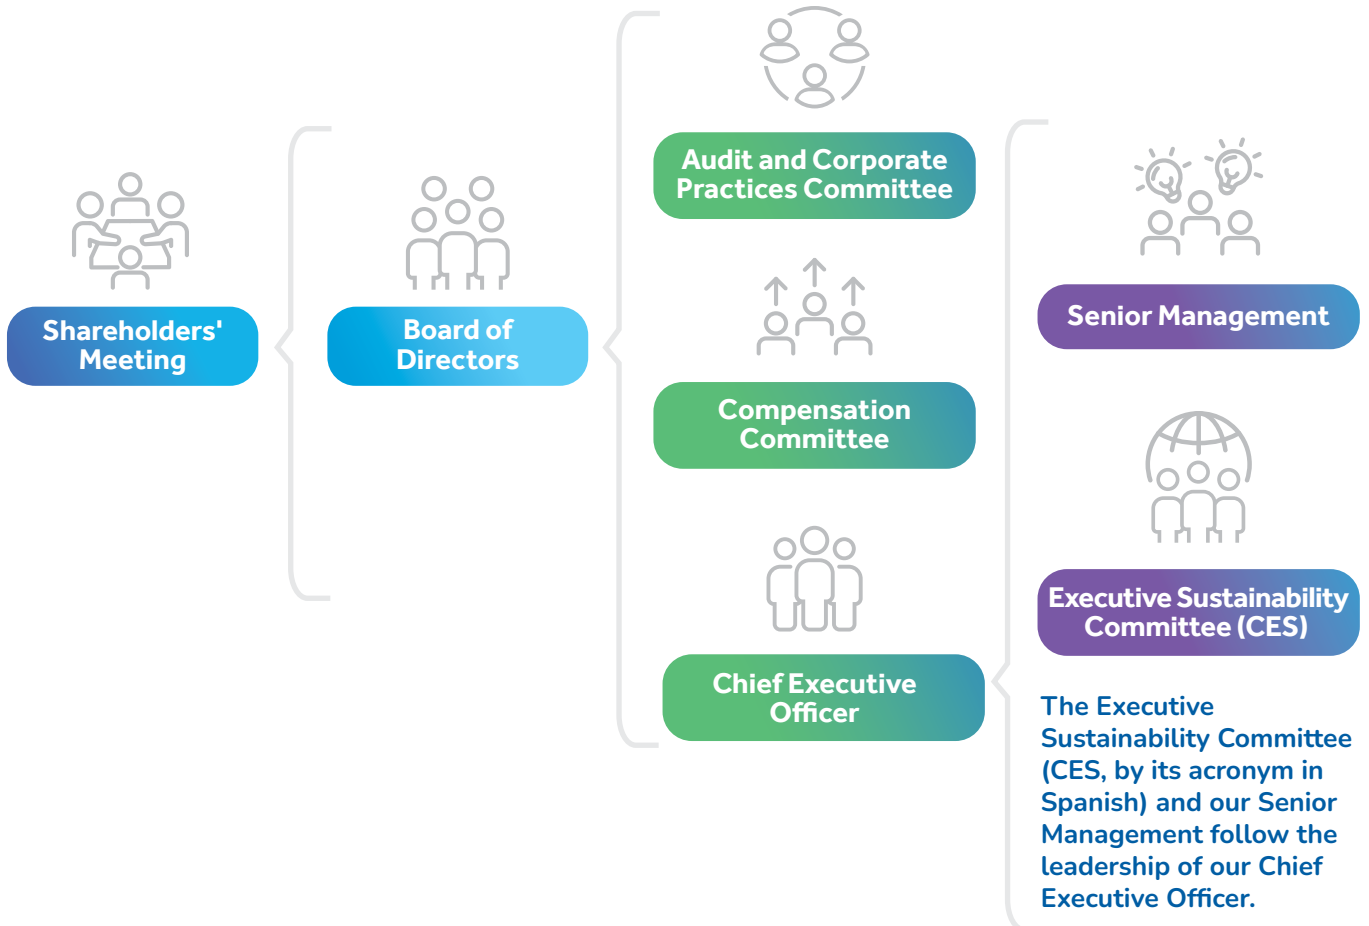 Shareholders'
Meeting
Board of
Directors
Audit and Corporate
Practices Committee
Compensation
Committee
Chief Executive
Officer
Senior Management
Executive Sustainability
Committee (CES)
The Executive
Sustainability Committee
(CES, by its acronym in
Spanish) and our Senior
Management follow the
leadership of our Chief
Executive Officer.